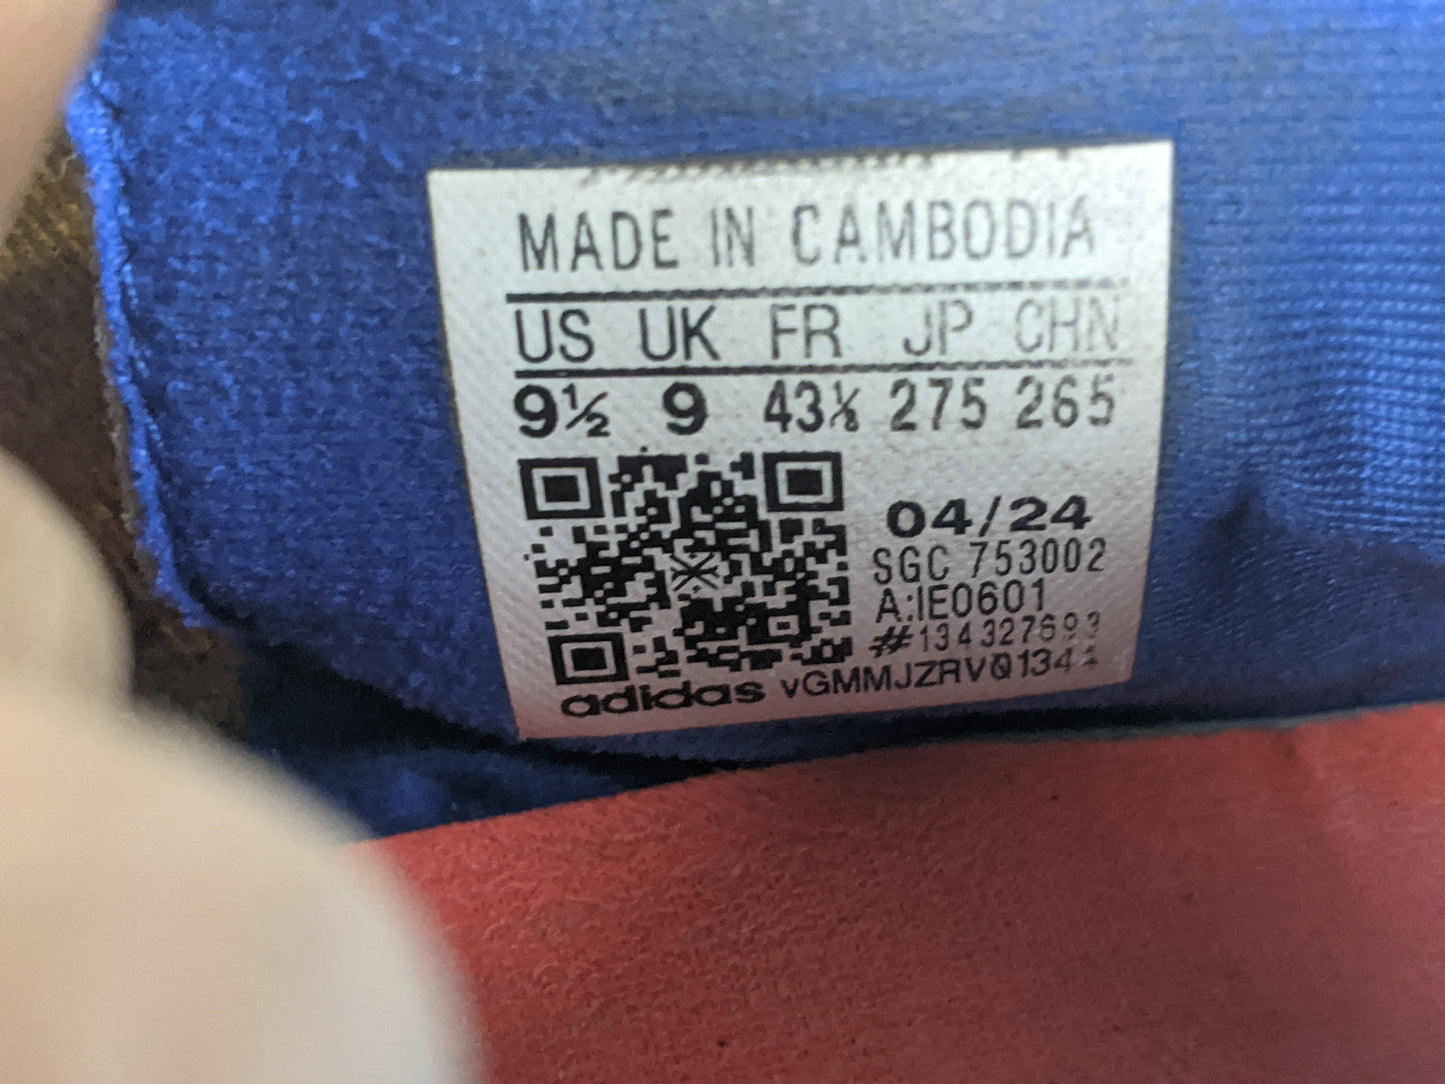 MADE IN CAMBODIA
US UK FR JP CHN
9½ 9 43⅓ 275 265
04/24
SGC 753002
A:IE0601
#134327693
adidas